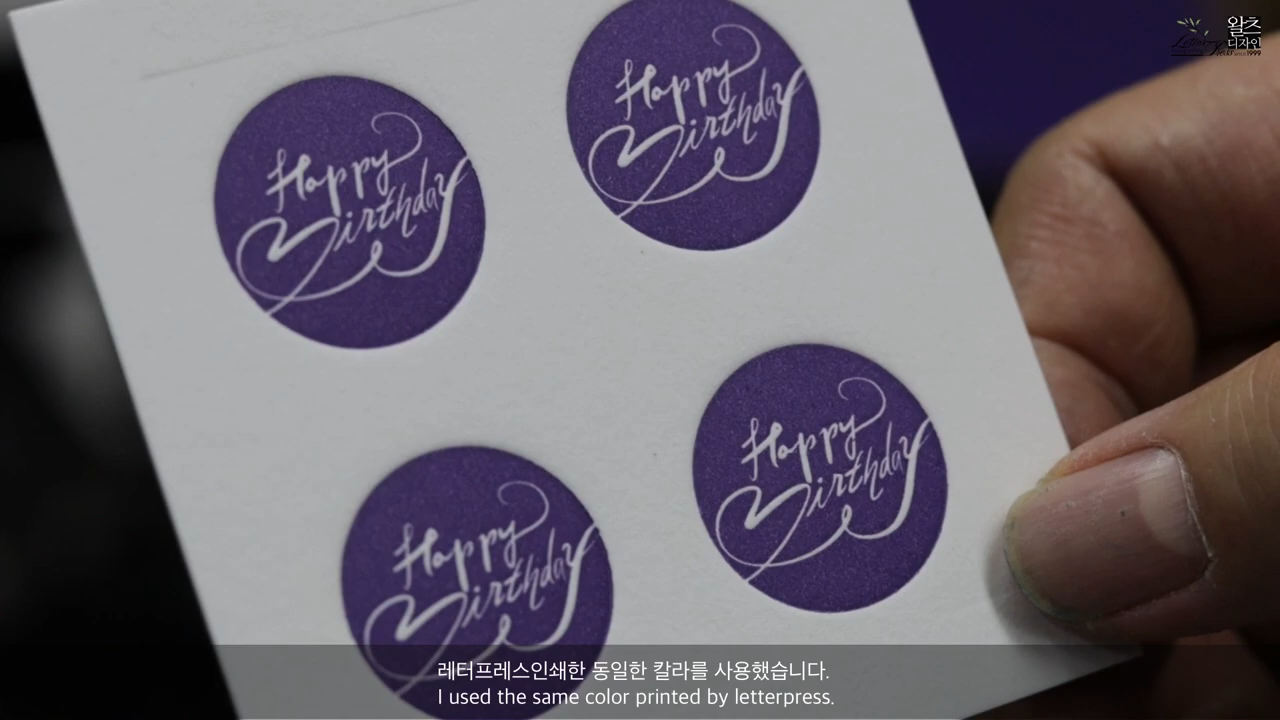 왈츠
디자인
Since 1999
Happy
Birthday
Happy
Birthday
Happy
Birthday
Happy
Birthday
레터프레스인쇄한 동일한 칼라를 사용했습니다.
I used the same color printed by letterpress.